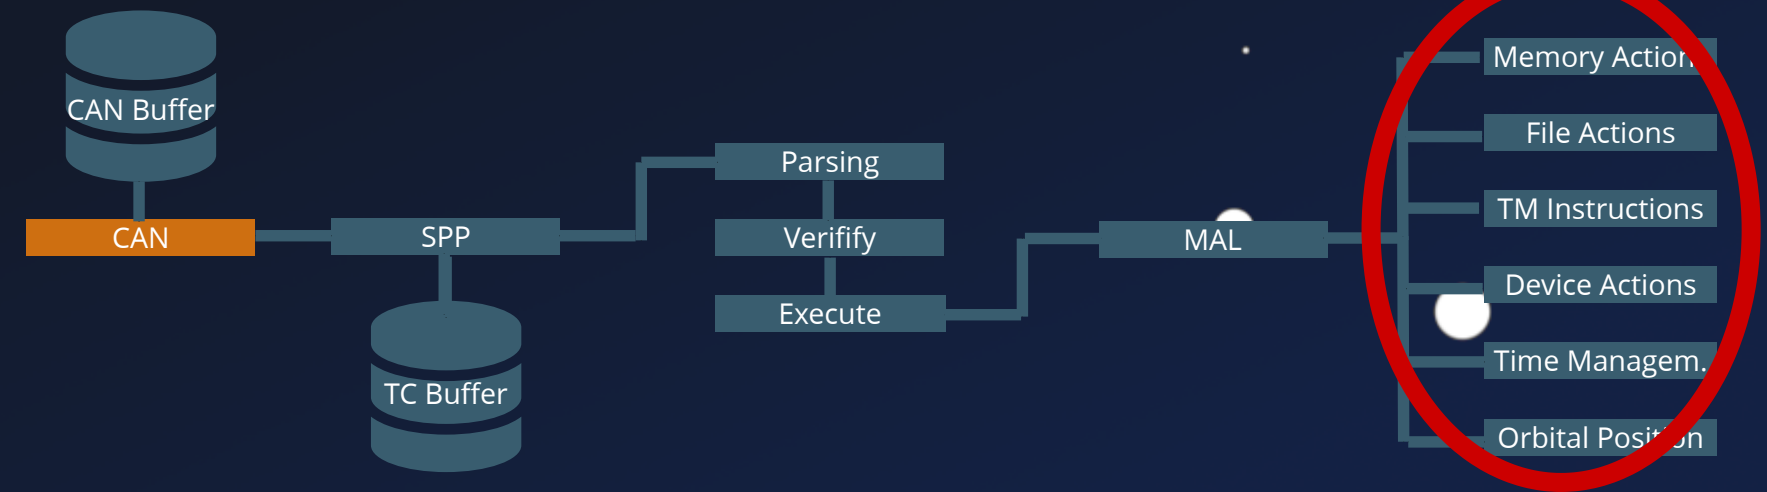 CAN Buffer
CAN
SPP
TC Buffer
Parsing
Verifify
Execute
MAL
Memory Action
File Actions
TM Instructions
Device Actions
Time Managem.
Orbital Position